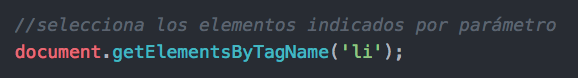 //selecciona los elementos indicados por parámetro
document.getElementsByTagName('li');